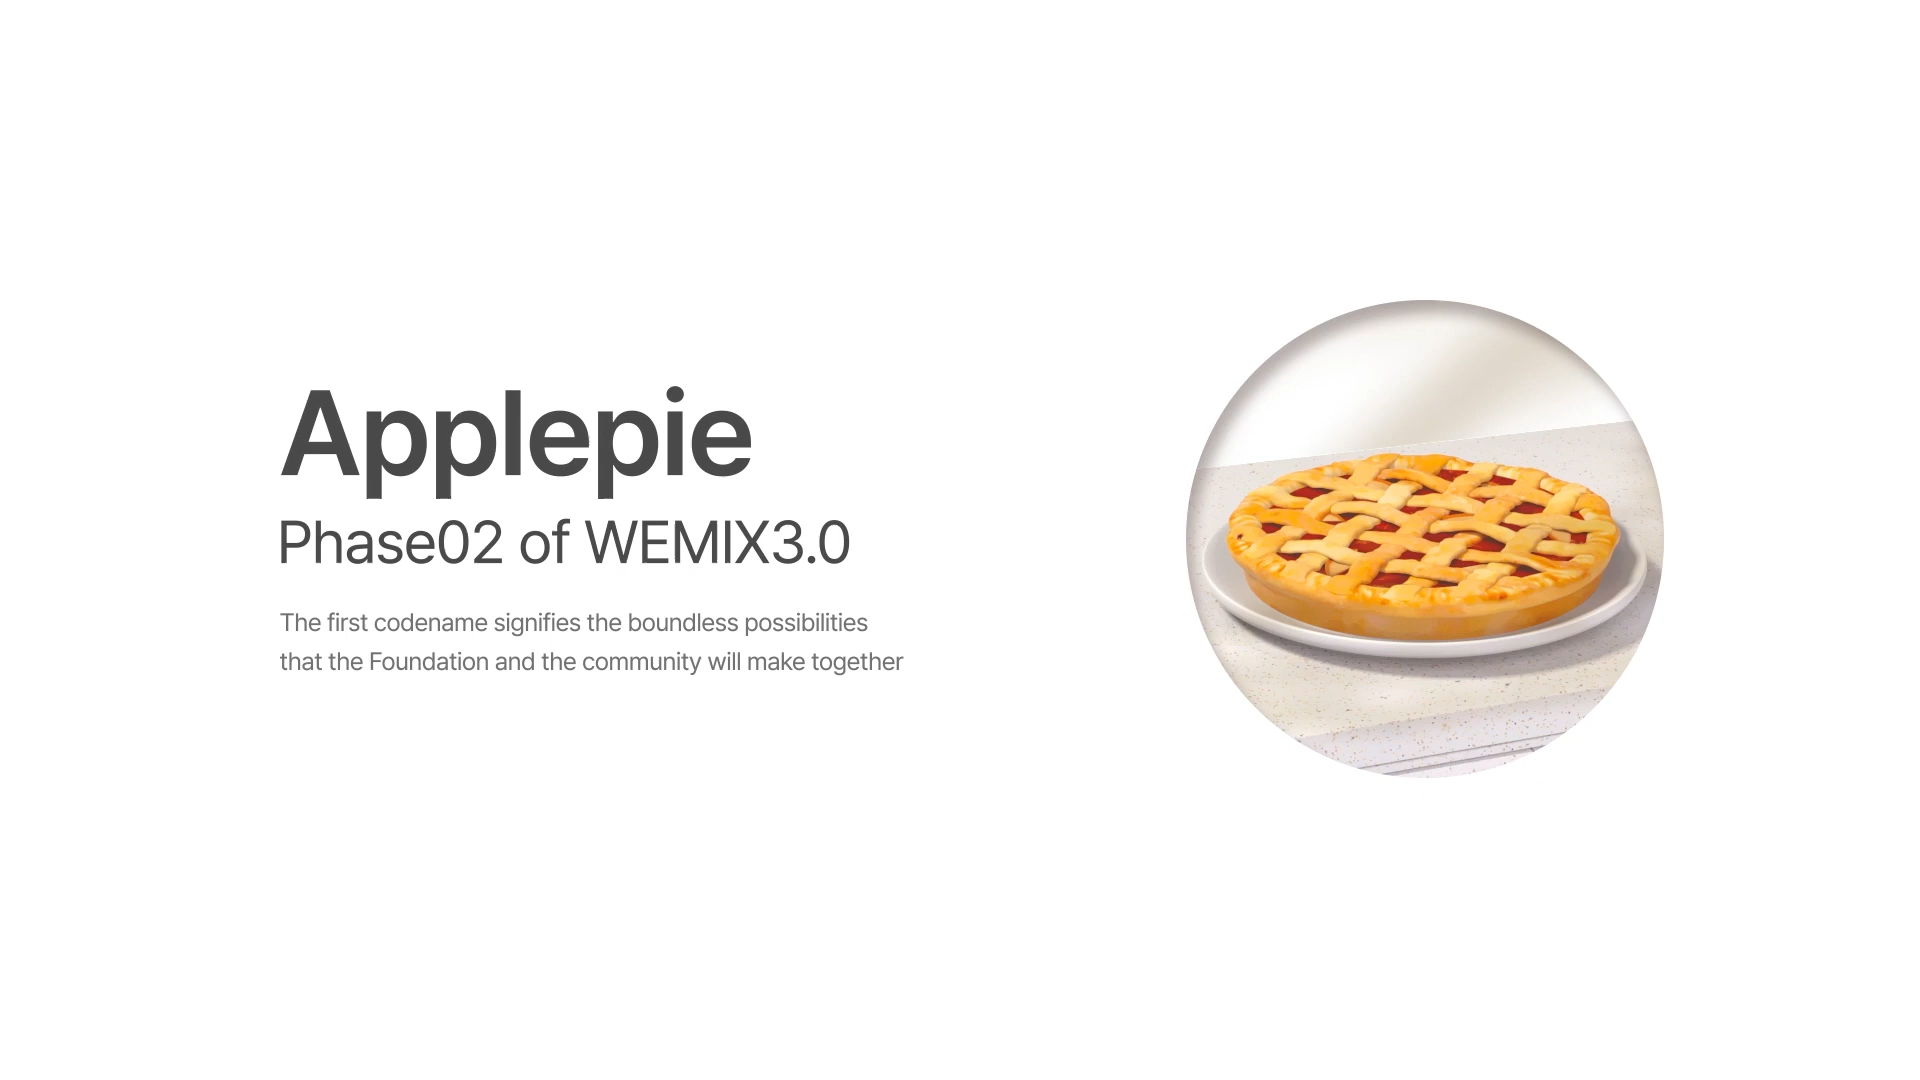 Applepie
Phase02 of WEMIX3.0
The first codename signifies the boundless possibilities
that the Foundation and the community will make together